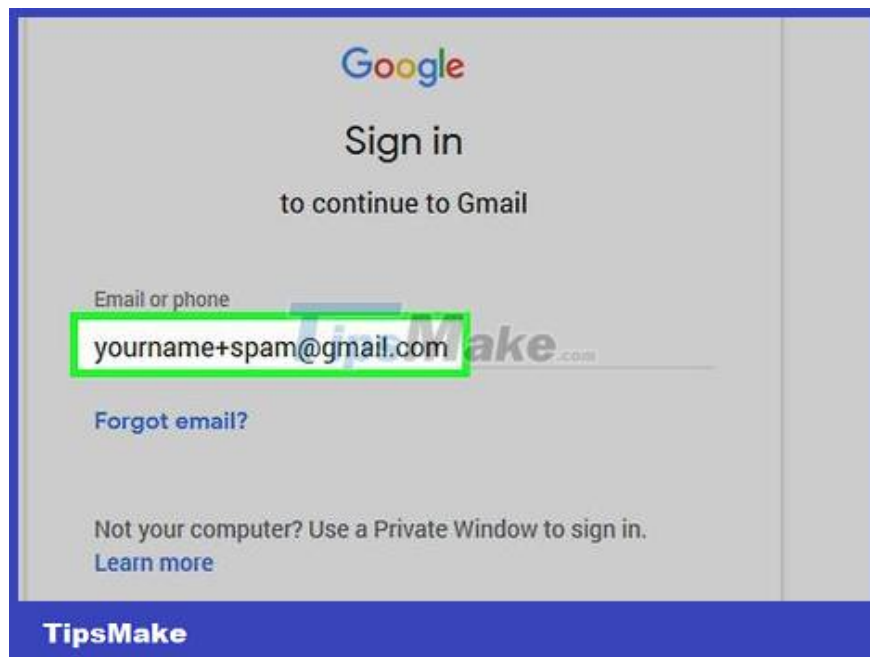 Google
Sign in
to continue to Gmail
Email or phone
yourname+spam@gmail.com
TipsMake.com
Forgot email?
Not your computer? Use a Private Window to sign in.
Learn more
TipsMake